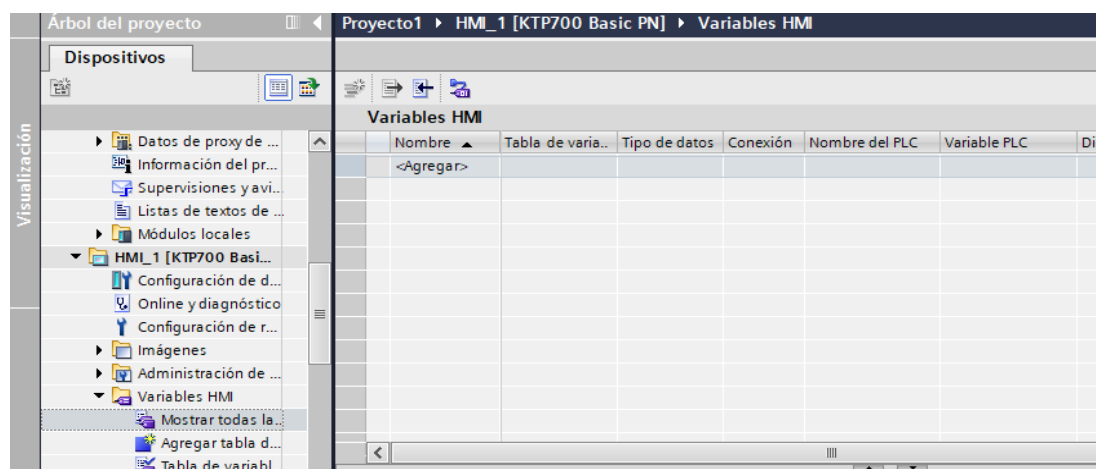 Árbol del proyecto
Proyecto1 ▸ HMI_1 [KTP700 Basic PN] ▸ Variables HMI
Dispositivos
Visualización
Variables HMI
Nombre Tabla de varia.. Tipo de datos Conexión Nombre del PLC Variable PLC Di
<Agregar>
Datos de proxy de ...
Información del pr...
Supervisiones y avi...
Listas de textos de ...
Módulos locales
HMI_1 [KTP700 Basi...
Configuración de d...
Online y diagnóstico
Configuración de r...
Imágenes
Administración de ...
Variables HMI
Mostrar todas la..
Agregar tabla d...
Tabla de variabl...